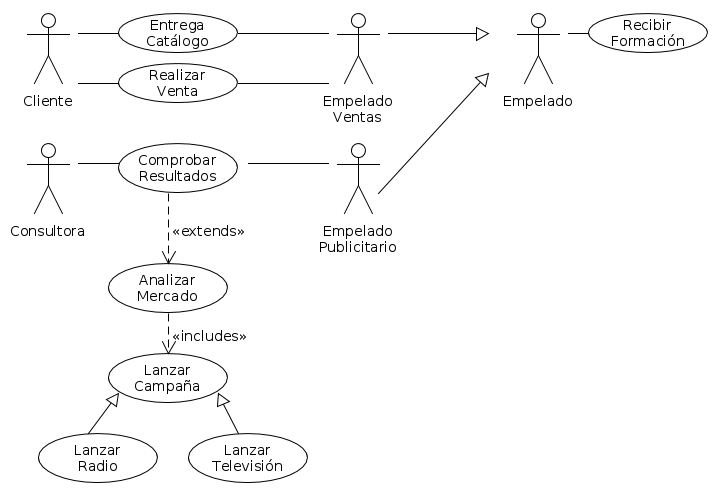 Entrega
Catálogo
Recibir
Formación
Realizar
Venta
Cliente
Empelado
Ventas
Empelado
Comprobar
Resultados
Consultora
Empelado
Publicitario
«extends»
Analizar
Mercado
«includes»
Lanzar
Campaña
Lanzar
Radio
Lanzar
Televisión